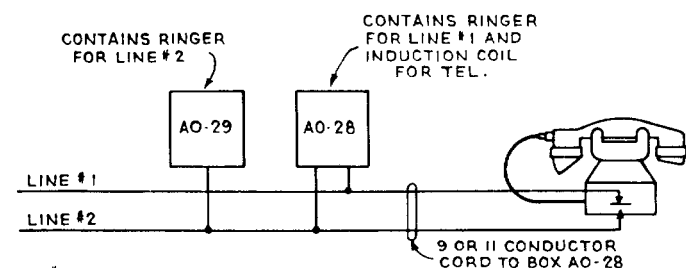 CONTAINS RINGER
FOR LINE #2
CONTAINS RINGER
FOR LINE #1 AND
INDUCTION COIL
FOR TEL.
AO-29
AO-28
LINE #1
LINE #2
9 OR 11 CONDUCTOR
CORD TO BOX AO-28